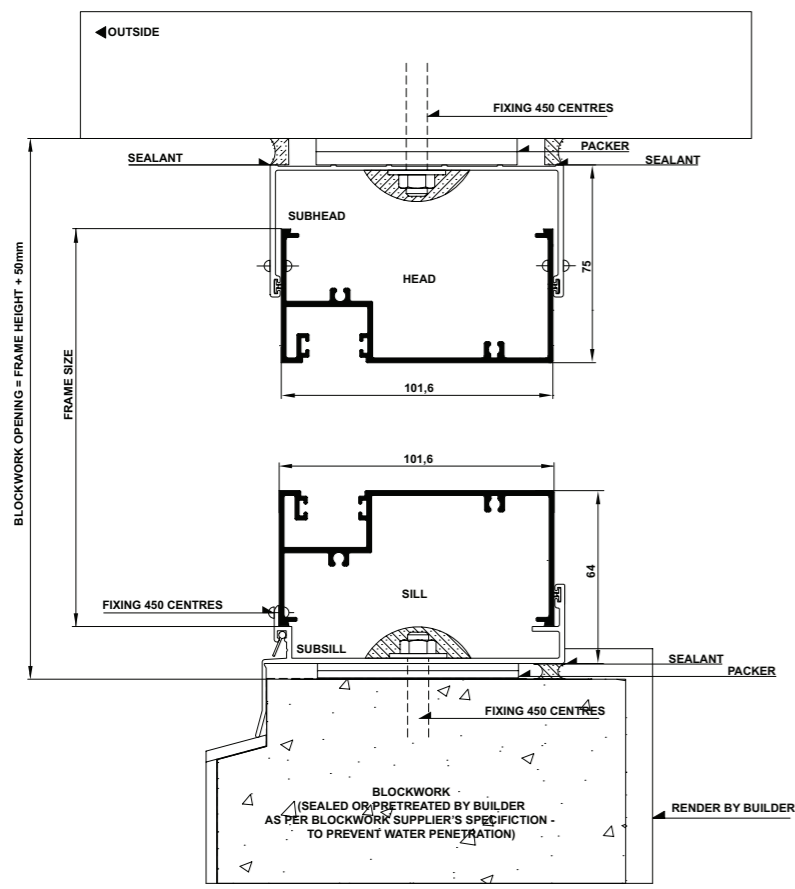 OUTSIDE
FIXING 450 CENTRES
PACKER
SEALANT
SEALANT
SUBHEAD
HEAD
75
101,6
FRAME SIZE
BLOCKWORK OPENING = FRAME HEIGHT + 50mm
101,6
64
SILL
FIXING 450 CENTRES
SUBSILL
SEALANT
PACKER
FIXING 450 CENTRES
BLOCKWORK
(SEALED OR PRETREATED BY BUILDER
AS PER BLOCKWORK SUPPLIER'S SPECIFICTION -
TO PREVENT WATER PENETRATION)
RENDER BY BUILDER